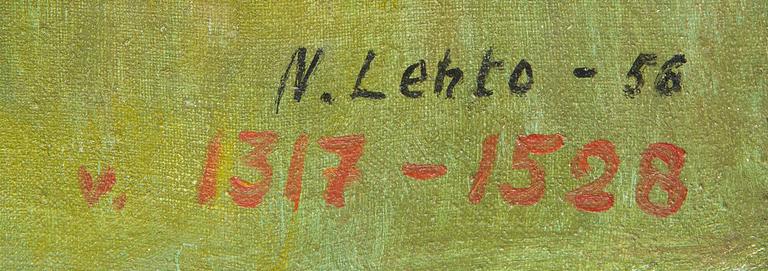 N. Lehto - 56
v. 1317 - 1528